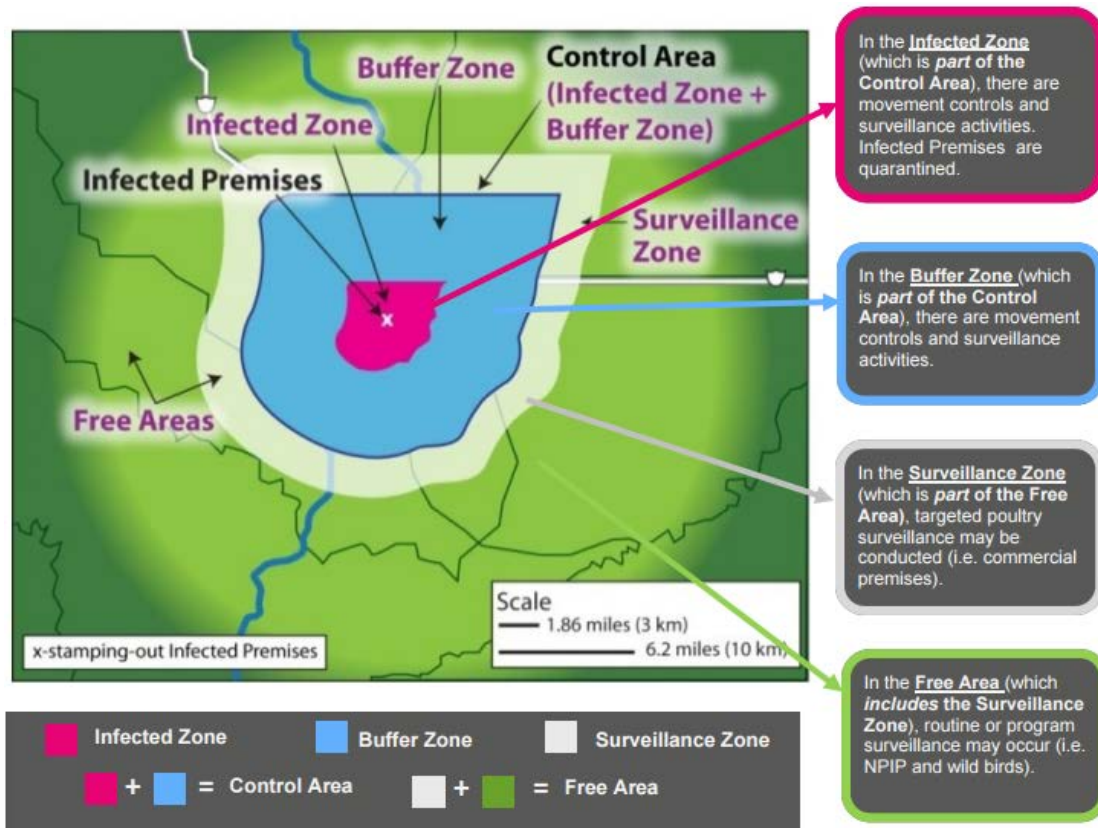 Buffer Zone
Control Area
(Infected Zone +
Buffer Zone)
Infected Zone
Infected Premises
Surveillance
Zone
Free Areas
Scale
1.86 miles (3 km)
6.2 miles (10 km)
x
x-stamping-out Infected Premises
In the Infected Zone
(which is part of the
Control Area), there are
movement controls and
surveillance activities.
Infected Premises are
quarantined.
In the Buffer Zone (which
is part of the Control
Area), there are movement
controls and surveillance
activities.
In the Surveillance Zone
(which is part of the Free
Area), targeted poultry
surveillance may be
conducted (i.e. commercial
premises).
In the Free Area (which
includes the Surveillance
Zone), routine or program
surveillance may occur (i.e.
NPIP and wild birds).
Infected Zone
Buffer Zone
Surveillance Zone
+ = Control Area
+ = Free Area